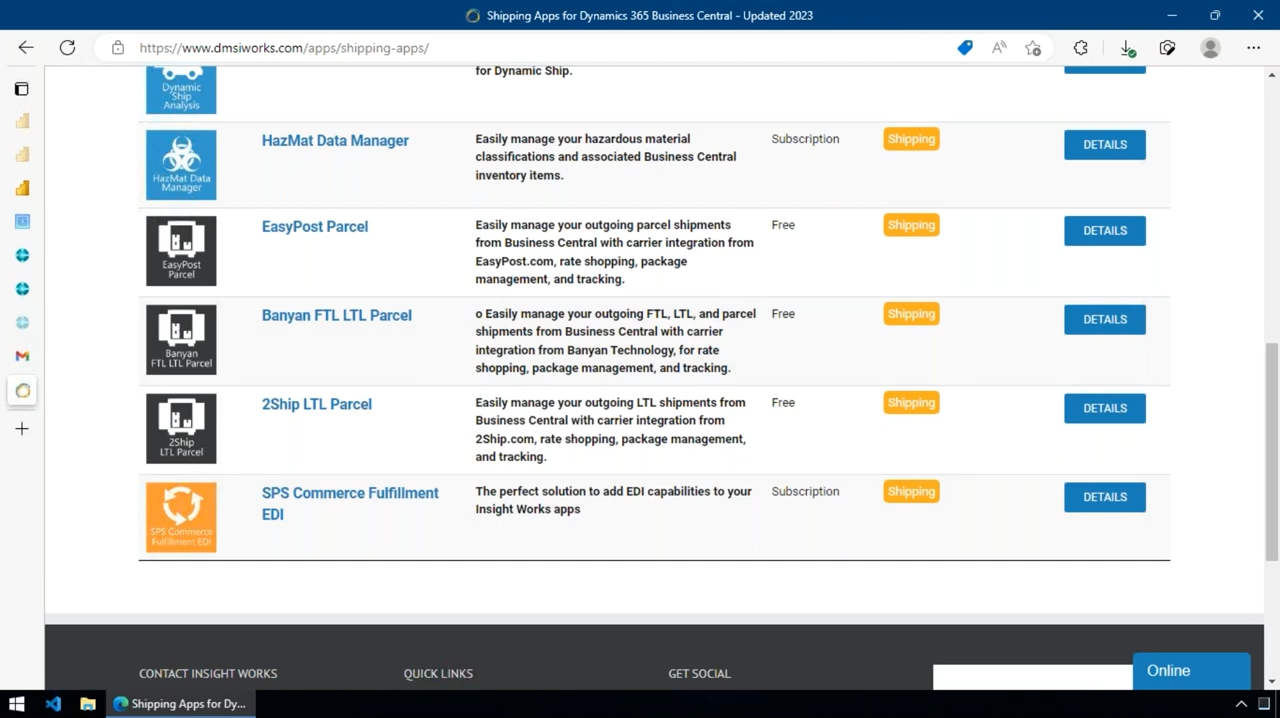 Shipping Apps for Dynamics 365 Business Central - Updated 2023
https://www.dmsiworks.com/apps/shipping-apps/
Dynamic
Ship
Analysis
for Dynamic Ship.
HazMat Data
Manager
HazMat Data Manager
Easily manage your hazardous material
classifications and associated Business Central
inventory items.
Subscription
Shipping
DETAILS
EasyPost
Parcel
EasyPost Parcel
Easily manage your outgoing parcel shipments
from Business Central with carrier integration from
EasyPost.com, rate shopping, package
management, and tracking.
Free
Shipping
DETAILS
Banyan
FTL LTL Parcel
Banyan FTL LTL Parcel
o Easily manage your outgoing FTL, LTL, and parcel
shipments from Business Central with carrier
integration from Banyan Technology, for rate
shopping, package management, and tracking.
Free
Shipping
DETAILS
2Ship
LTL Parcel
2Ship LTL Parcel
Easily manage your outgoing LTL shipments from
Business Central with carrier integration from
2Ship.com, rate shopping, package management,
and tracking.
Free
Shipping
DETAILS
SPS Commerce
Fulfillment EDI
SPS Commerce Fulfillment
EDI
The perfect solution to add EDI capabilities to your
Insight Works apps
Subscription
Shipping
DETAILS
CONTACT INSIGHT WORKS
QUICK LINKS
GET SOCIAL
Online
Shipping Apps for Dy...